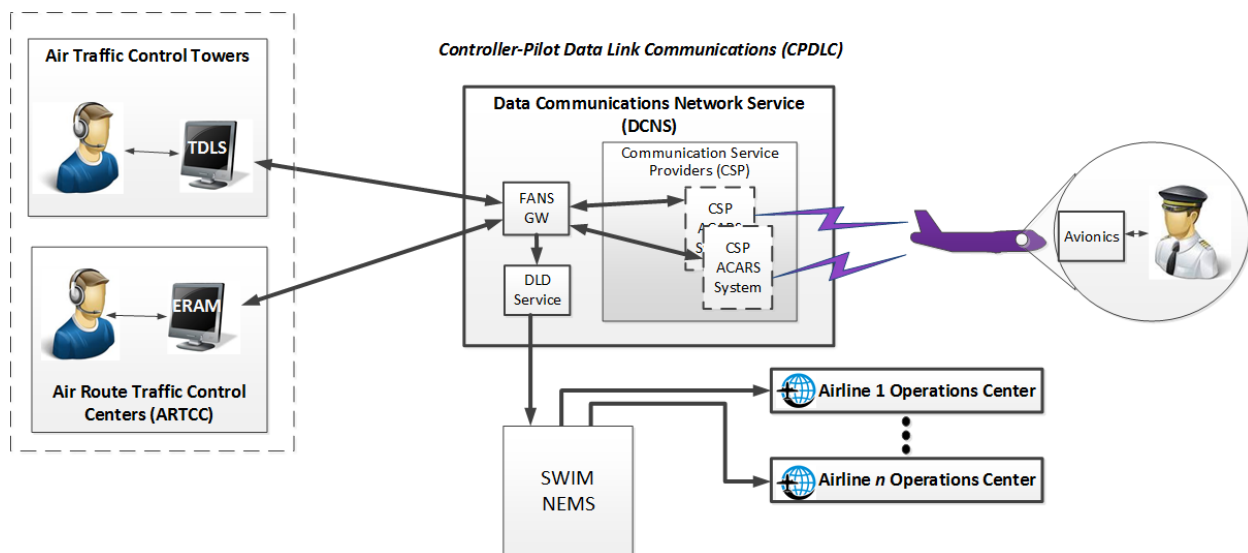 Controller-Pilot Data Link Communications (CPDLC)
Air Traffic Control Towers
TDLS
ERAM
Air Route Traffic Control
Centers (ARTCC)
Data Communications Network Service
(DCNS)
Communication Service
Providers (CSP)
FANS
GW
DLD
Service
CSP
ACARS
CSP
ACARS
System
Avionics
SWIM
NEMS
Airline 1 Operations Center
Airline n Operations Center